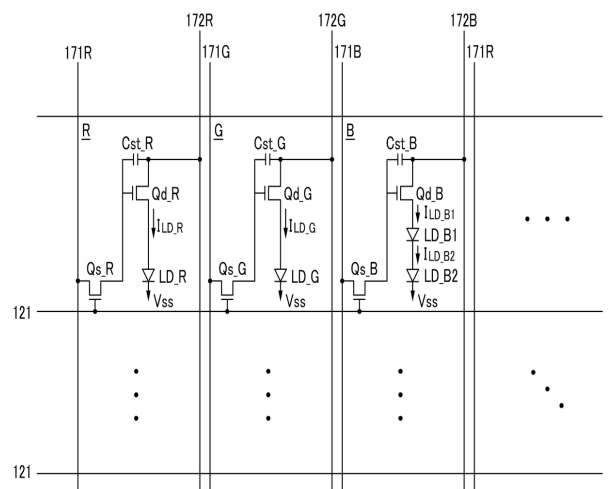 172R 172G 172B
171R 171G 171B 171R
R G B
Cst_R Cst_G Cst_B
Qd_R Qd_G Qd_B
ILD_R ILD_G ILD_B1
LD_B1
ILD_B2
Qs_R LD_R Qs_G LD_G Qs_B LD_B2
Vss Vss Vss
121
121